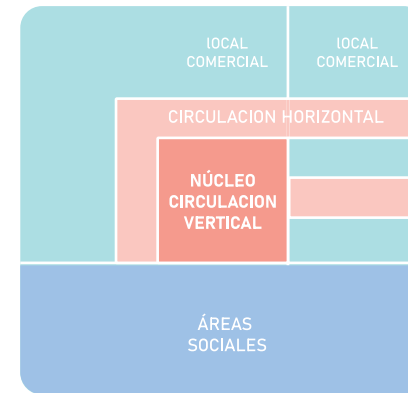 lOCAL
COMERCIAL
lOCAL
COMERCIAL
CIRCULACION HORIZONTAL
NÚCLEO
CIRCULACION
VERTICAL
ÁREAS
SOCIALES